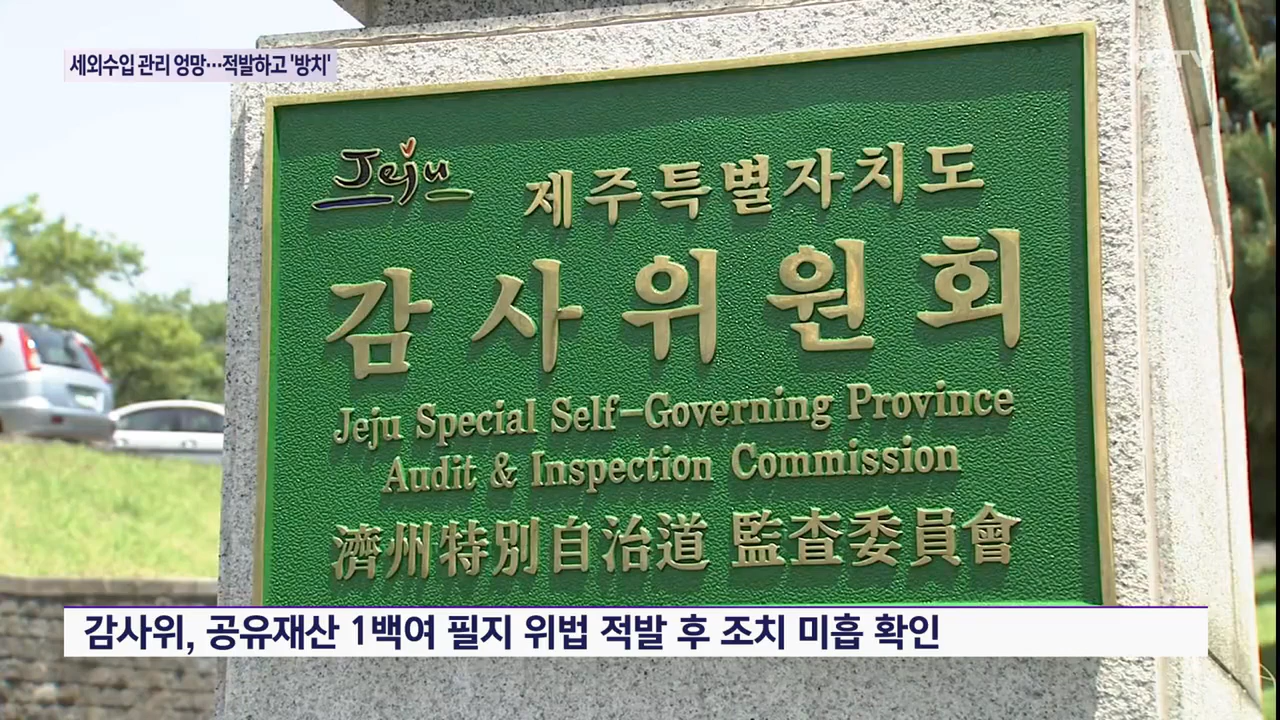 세외수입 관리 엉망…적발하고 '방치'
Jeju
제주특별자치도
감사위원회
Jeju Special Self-Governing Province
Audit & Inspection Commission
濟州特別自治道 監査委員會
감사위, 공유재산 1백여 필지 위법 적발 후 조치 미흡 확인